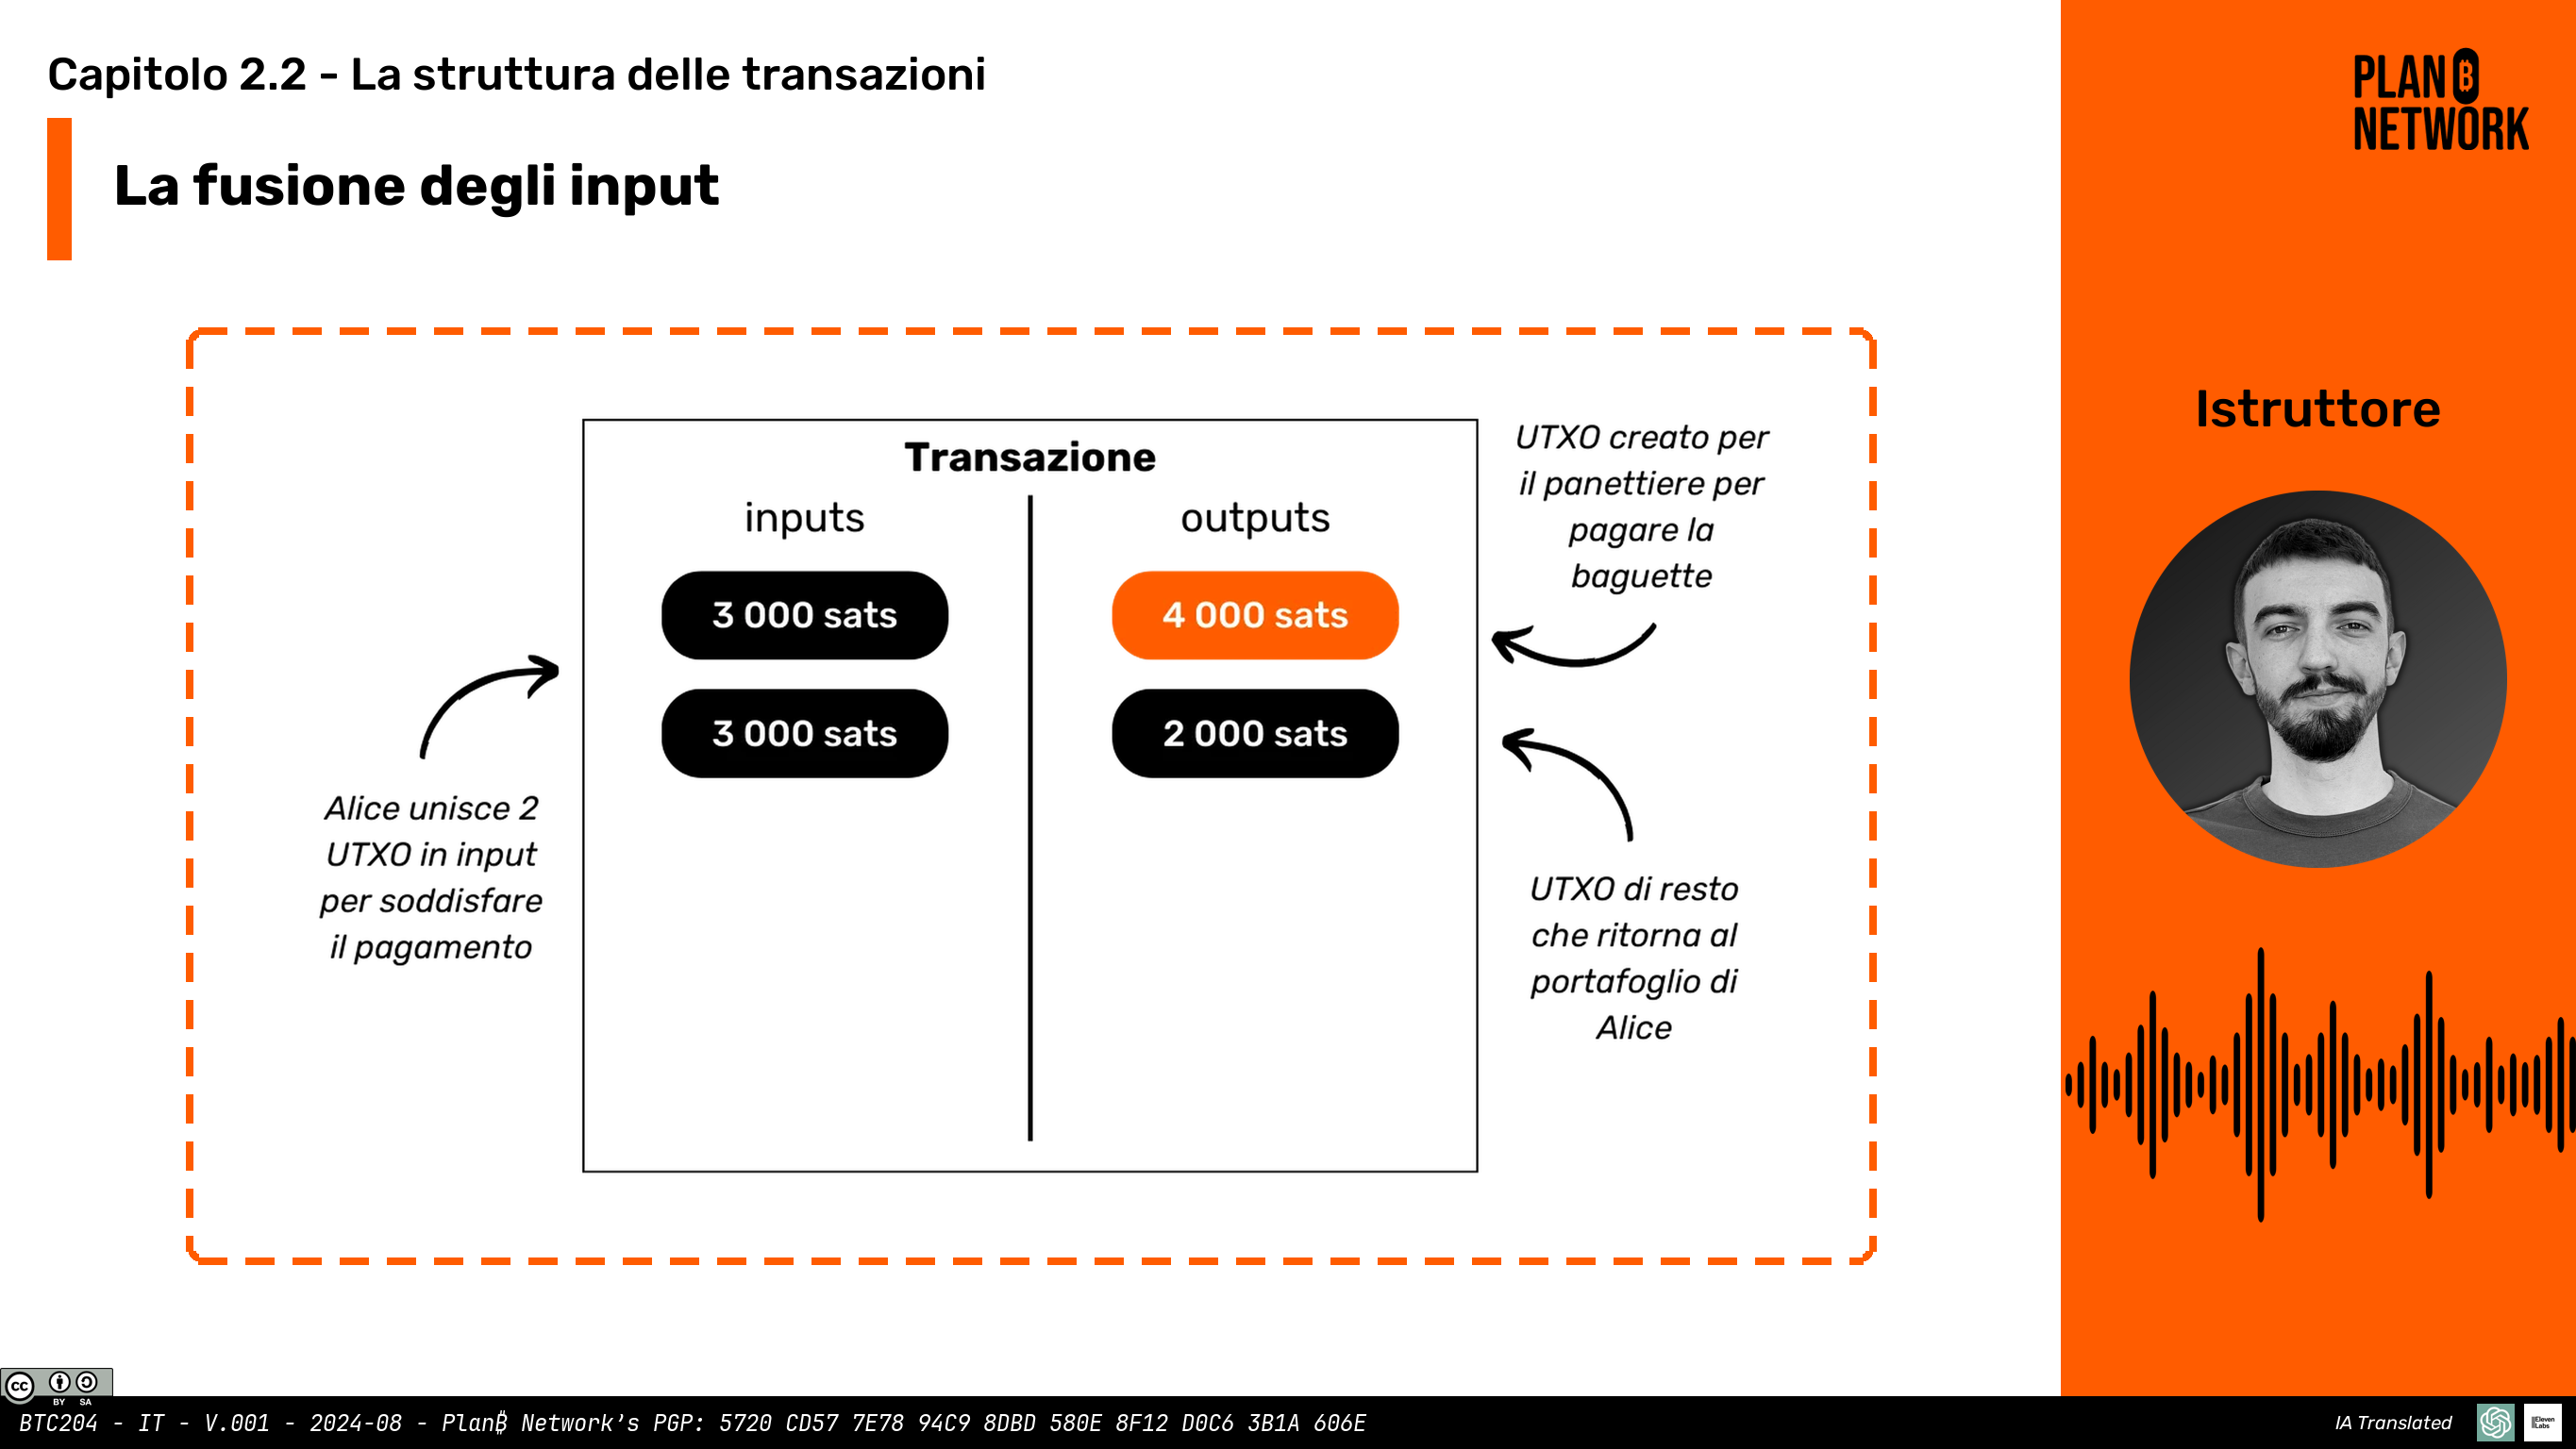 Capitolo 2.2 - La struttura delle transazioni
PLAN ₿
NETWORK
La fusione degli input
Istruttore
Transazione
inputs
outputs
3 000 sats
4 000 sats
3 000 sats
2 000 sats
UTXO creato per
il panettiere per
pagare la
baguette
Alice unisce 2
UTXO in input
per soddisfare
il pagamento
UTXO di resto
che ritorna al
portafoglio di
Alice
cc
BY SA
BTC204 - IT - V.001 - 2024-08 - Plan₿ Network's PGP: 5720 CD57 7E78 94C9 8DBD 580E 8F12 D0C6 3B1A 606E
IA Translated
ElevenLabs